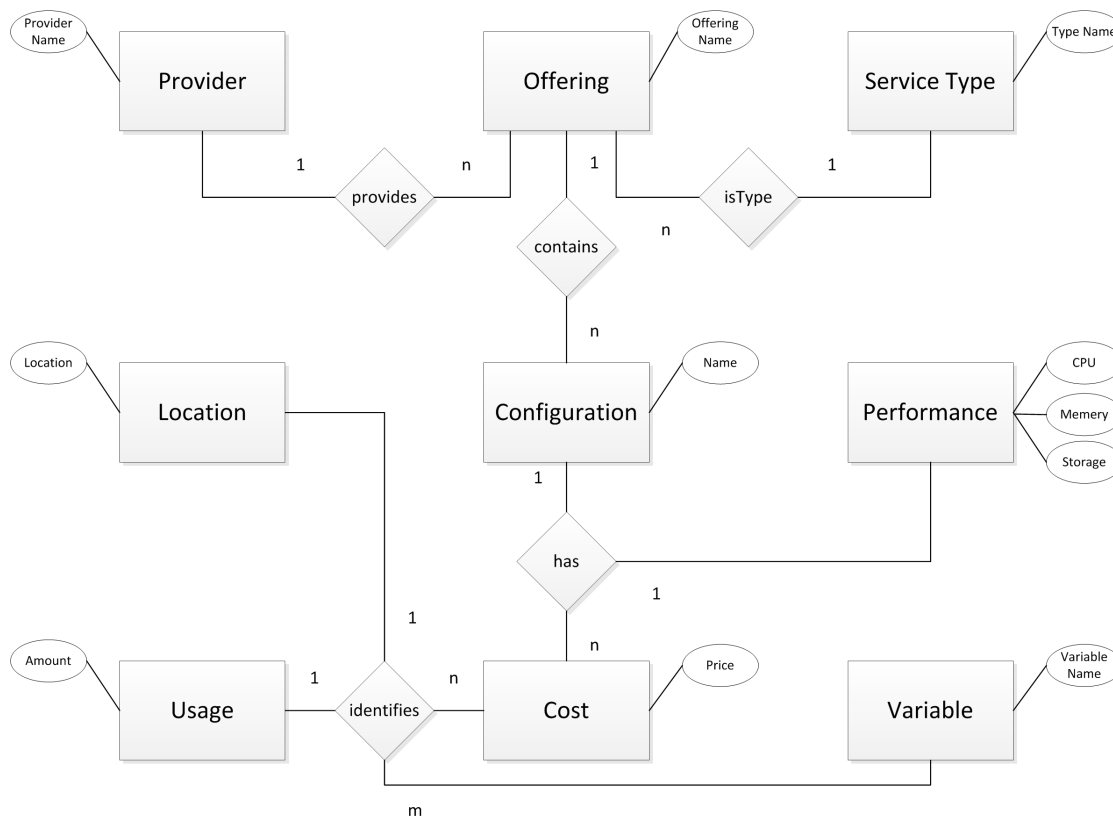 Provider
Name
Provider
Offering
Name
Offering
Type Name
Service Type
1
n
1
1
provides
isType
n
contains
n
Location
Location
Name
Configuration
CPU
Memery
Storage
Performance
1
has
1
1
n
Amount
Usage
1
n
identifies
Price
Cost
Variable
Name
Variable
m